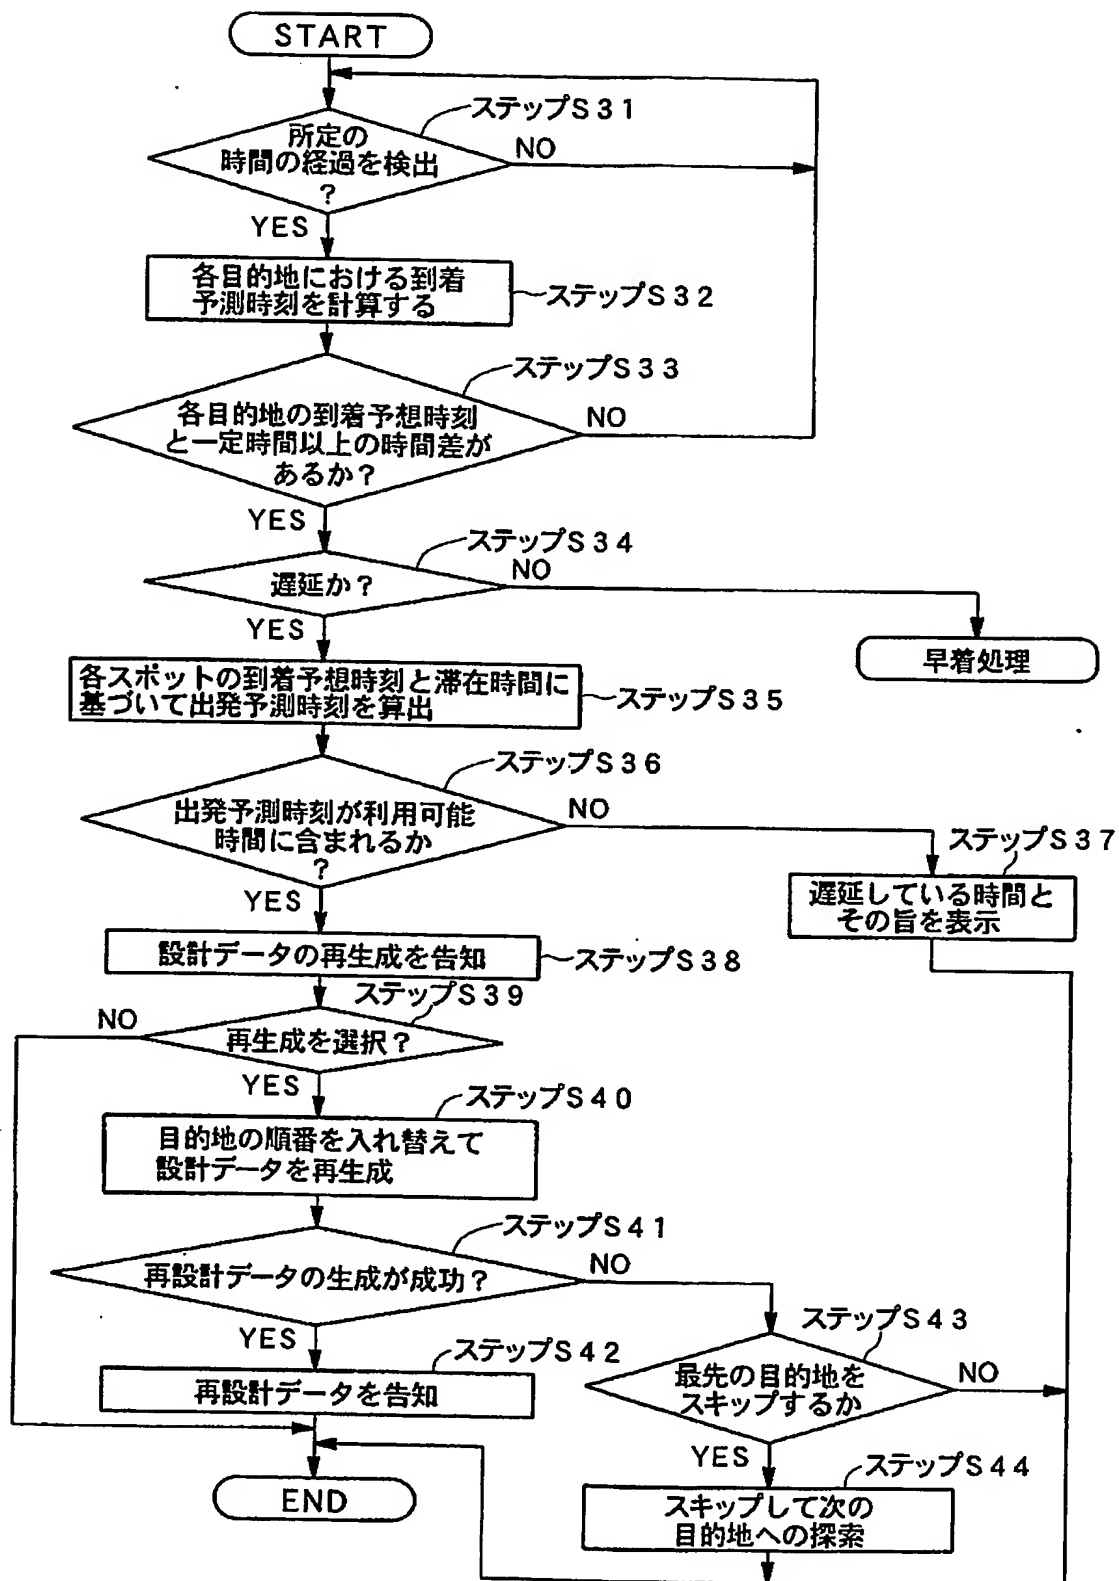 START
ステップS31
所定の
時間の経過を検出
?
NO
YES
各目的地における到着
予測時刻を計算する
ステップS32
ステップS33
各目的地の到着予想時刻
と一定時間以上の時間差が
あるか?
NO
YES
ステップS34
遅延か?
NO
YES
早着処理
各スポットの到着予想時刻と滞在時間に
基づいて出発予測時刻を算出
ステップS35
ステップS36
出発予測時刻が利用可能
時間に含まれるか
?
NO
YES
ステップS37
遅延している時間と
その旨を表示
設計データの再生成を告知
ステップS38
ステップS39
再生成を選択?
NO
YES
ステップS40
目的地の順番を入れ替えて
設計データを再生成
ステップS41
再設計データの生成が成功?
NO
YES
ステップS42
再設計データを告知
ステップS43
最先の目的地を
スキップするか
NO
YES
ステップS44
スキップして次の
目的地への探索
END